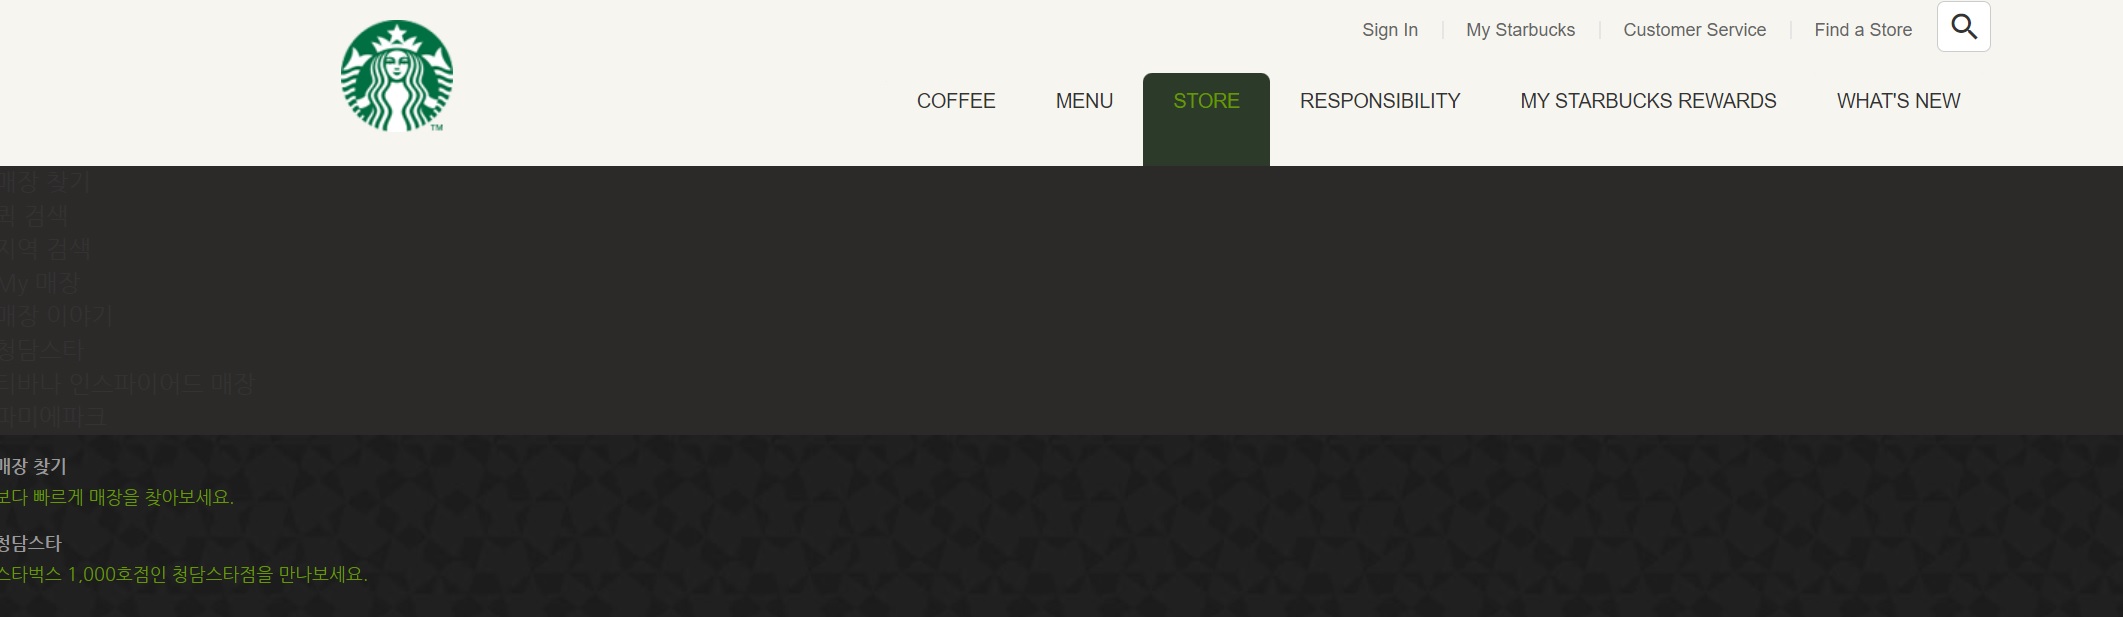 Sign In
My Starbucks
Customer Service
Find a Store
TM
COFFEE
MENU
STORE
RESPONSIBILITY
MY STARBUCKS REWARDS
WHAT'S NEW
매장 찾기
퀵 검색
지역 검색
My 매장
매장 이야기
청담스타
티바나 인스파이어드 매장
파미에파크
매장 찾기
보다 빠르게 매장을 찾아보세요.
청담스타
스타벅스 1,000호점인 청담스타점을 만나보세요.